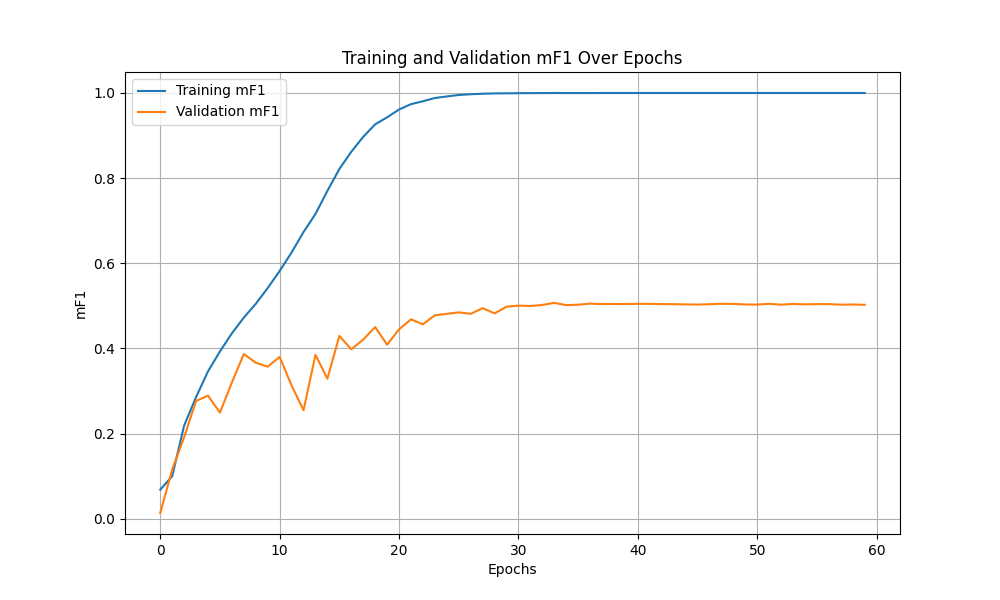 Training and Validation mF1 Over Epochs
Training mF1
Validation mF1
1.0
0.8
0.6
0.4
0.2
0.0
mF1
0 10 20 30 40 50 60
Epochs